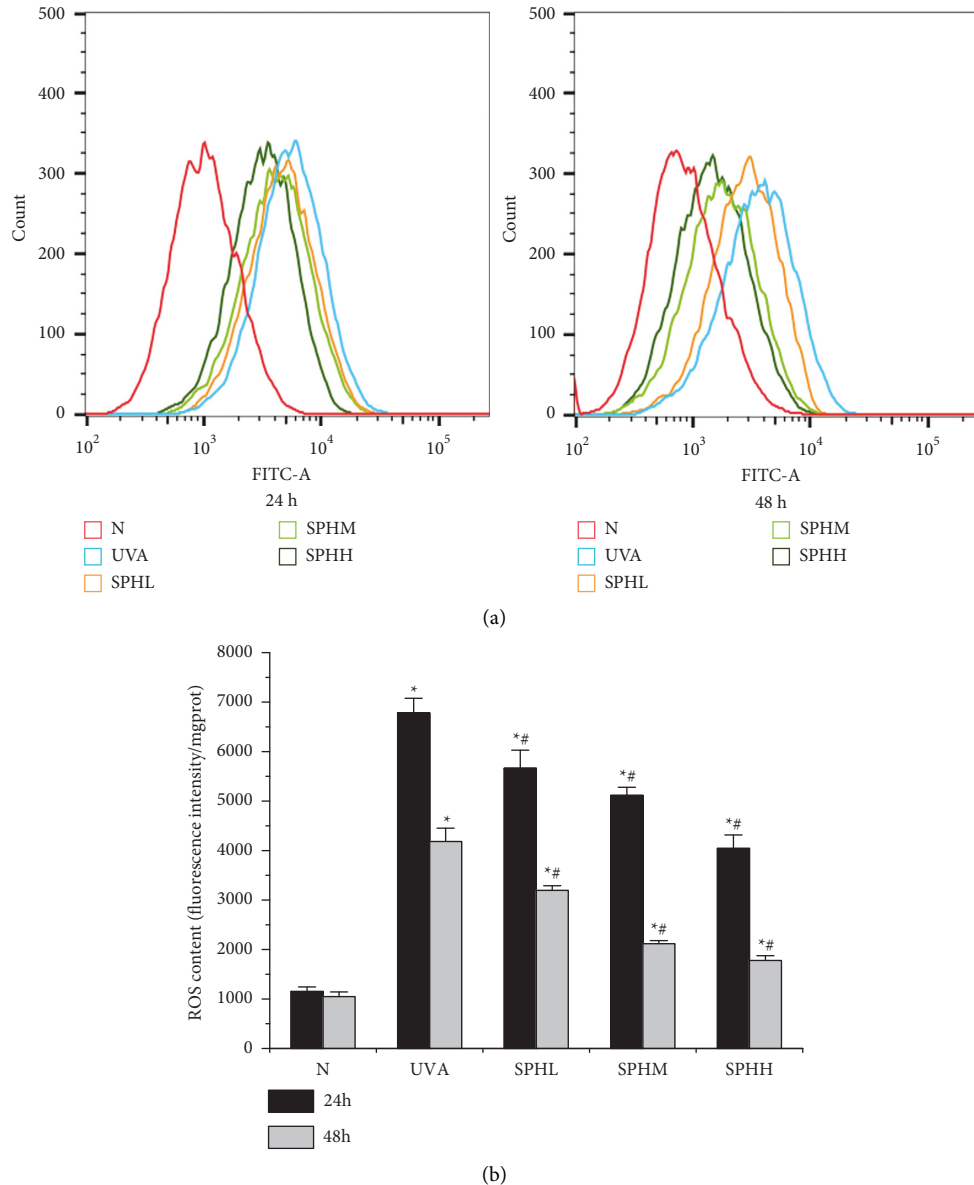 500
400
300
200
100
0
Count
10² 10³ 10⁴ 10⁵
FITC-A
24 h
N
UVA
SPHL
SPHM
SPHH
500
400
300
200
100
0
Count
10² 10³ 10⁴ 10⁵
FITC-A
48 h
N
UVA
SPHL
SPHM
SPHH
(a)
8000
7000
6000
5000
4000
3000
2000
1000
0
ROS content (fluorescence intensity/mgprot)
*
*
*#
*#
*#
*#
*#
*#
N UVA SPHL SPHM SPHH
24h
48h
(b)